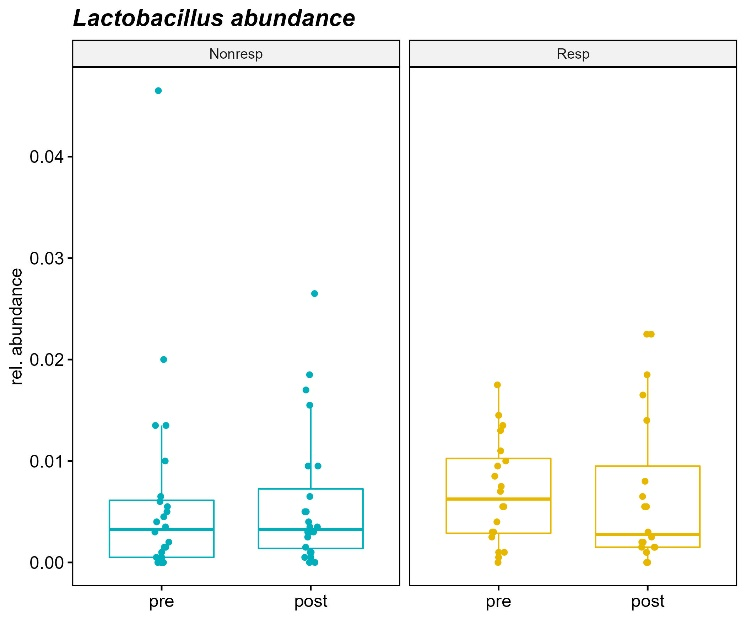 Lactobacillus abundance
Nonresp
Resp
rel. abundance
0.04
0.03
0.02
0.01
0.00
pre
post
pre
post